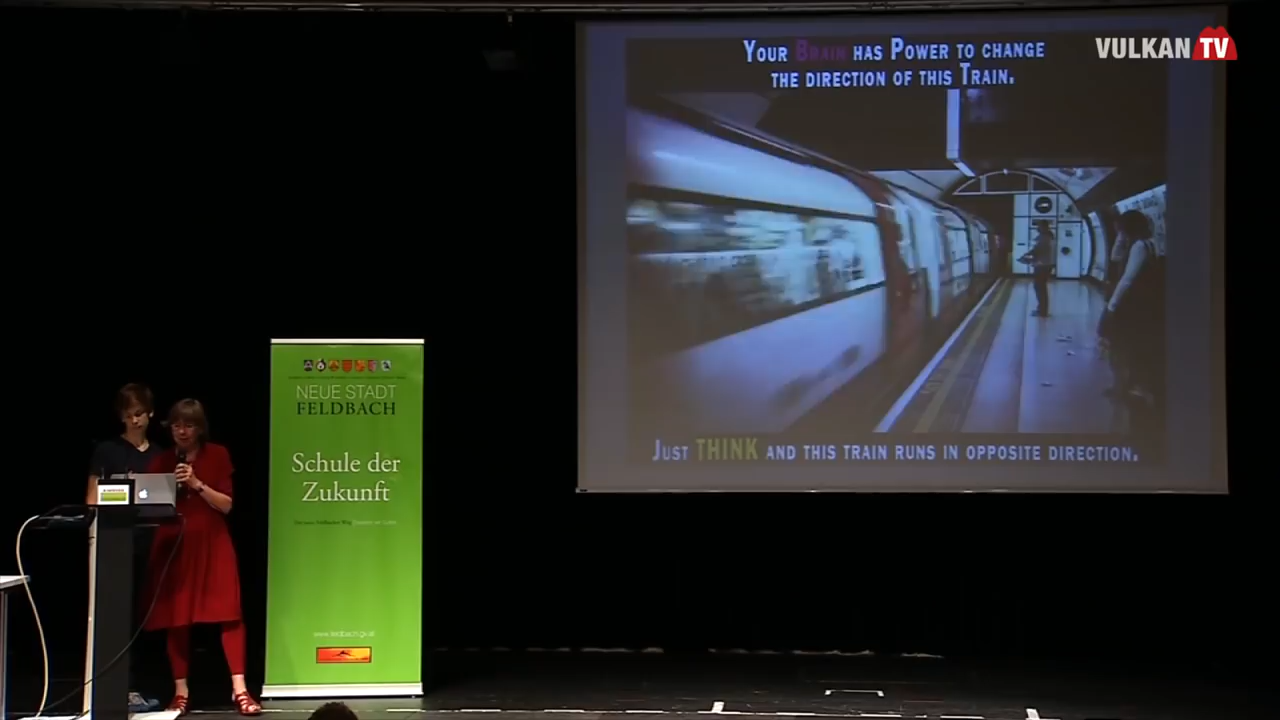 YOUR BRAIN HAS POWER TO CHANGE
THE DIRECTION OF THIS TRAIN.
VULKAN TV
JUST THINK AND THIS TRAIN RUNS IN OPPOSITE DIRECTION.
NEUE STADT
FELDBACH
Schule der
Zukunft
www.feldbach.gv.at